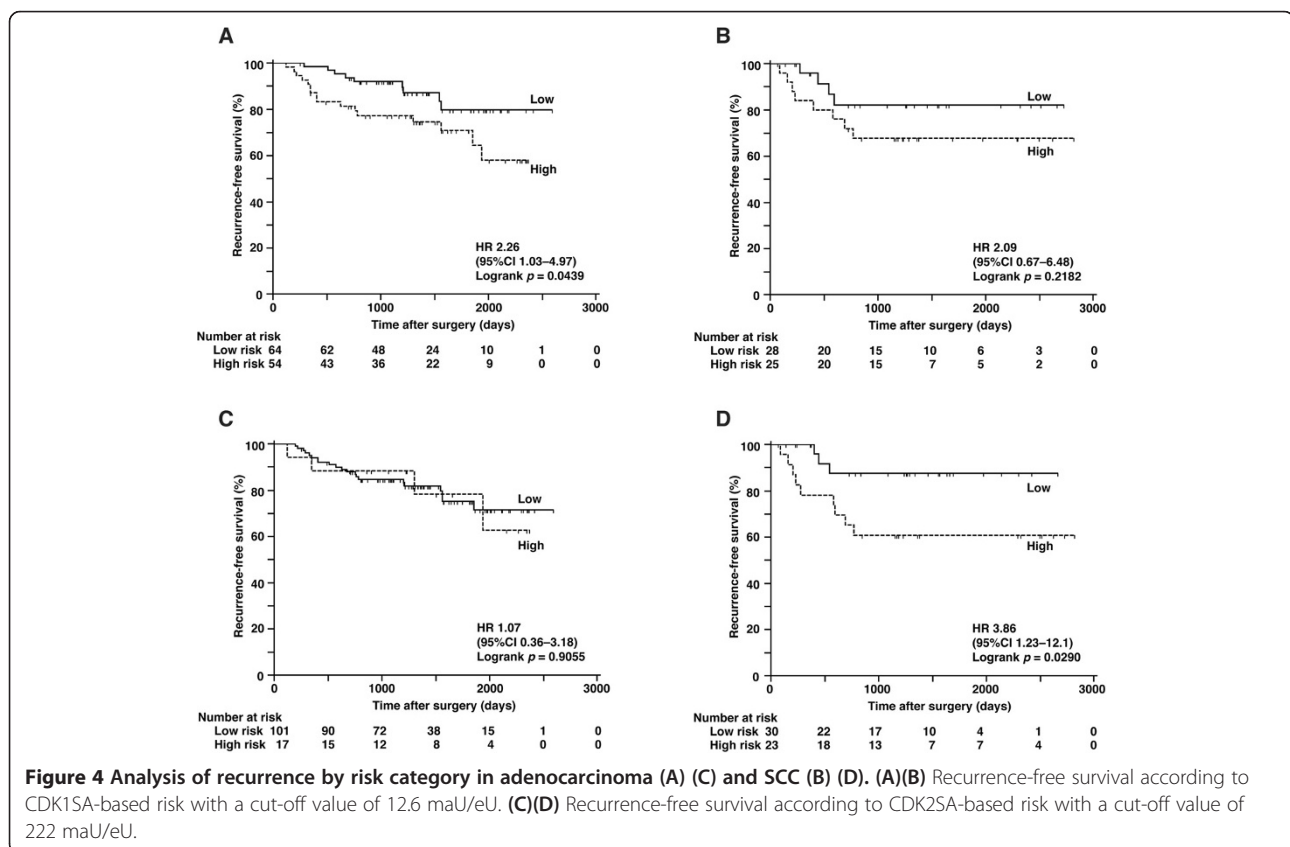 A
Recurrence-free survival (%)
100
80
60
40
20
0
Low
High
HR 2.26
(95%CI 1.03–4.97)
Logrank p = 0.0439
0 1000 2000 3000
Time after surgery (days)
Number at risk
Low risk 64 62 48 24 10 1 0
High risk 54 43 36 22 9 0 0
B
Recurrence-free survival (%)
100
80
60
40
20
0
Low
High
HR 2.09
(95%CI 0.67–6.48)
Logrank p = 0.2182
0 1000 2000 3000
Time after surgery (days)
Number at risk
Low risk 28 20 15 10 6 3 0
High risk 25 20 15 7 5 2 0
C
Recurrence-free survival (%)
100
80
60
40
20
0
Low
High
HR 1.07
(95%CI 0.36–3.18)
Logrank p = 0.9055
0 1000 2000 3000
Time after surgery (days)
Number at risk
Low risk 101 90 72 38 15 1 0
High risk 17 15 12 8 4 0 0
D
Recurrence-free survival (%)
100
80
60
40
20
0
Low
High
HR 3.86
(95%CI 1.23–12.1)
Logrank p = 0.0290
0 1000 2000 3000
Time after surgery (days)
Number at risk
Low risk 30 22 17 10 4 1 0
High risk 23 18 13 7 7 4 0
Figure 4 Analysis of recurrence by risk category in adenocarcinoma (A) (C) and SCC (B) (D). (A)(B) Recurrence-free survival according to
CDK1SA-based risk with a cut-off value of 12.6 maU/eU. (C)(D) Recurrence-free survival according to CDK2SA-based risk with a cut-off value of
222 maU/eU.